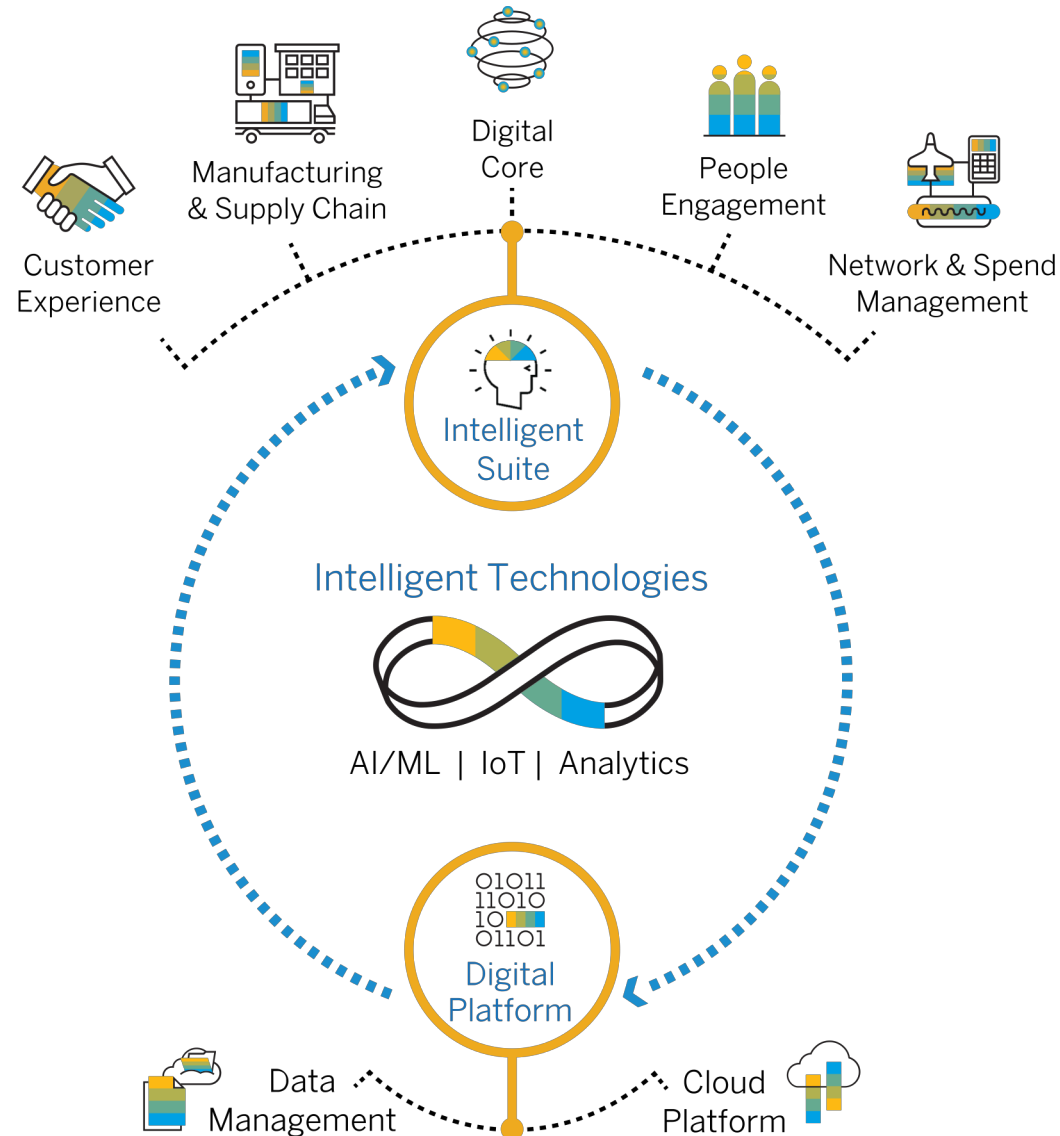 Digital
Core
Manufacturing
& Supply Chain
People
Engagement
Customer
Experience
Network & Spend
Management
Intelligent
Suite
Intelligent Technologies
AI/ML | IoT | Analytics
01011
11010
10
01101
Digital
Platform
Data
Management
Cloud
Platform